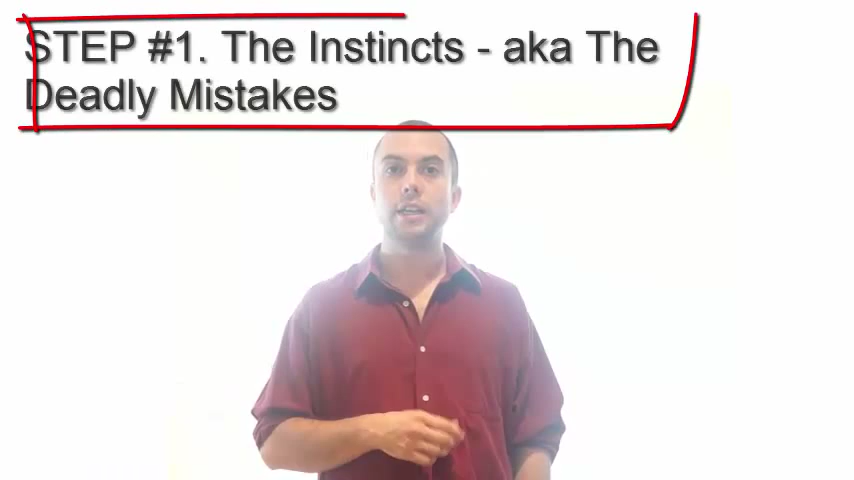 STEP #1. The Instincts - aka The
Deadly Mistakes